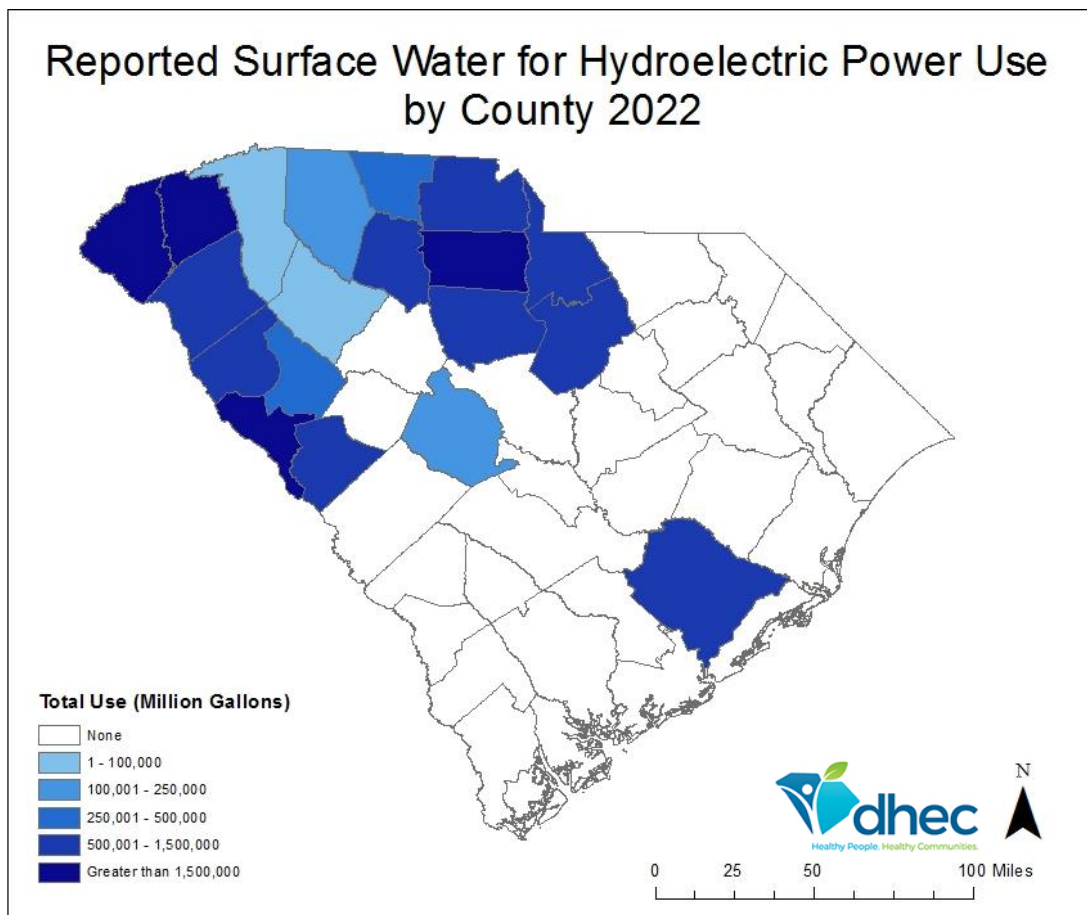 Reported Surface Water for Hydroelectric Power Use
by County 2022
Total Use (Million Gallons)
None
1 - 100,000
100,001 - 250,000
250,001 - 500,000
500,001 - 1,500,000
Greater than 1,500,000
dhec
Healthy People. Healthy Communities.
N
0 25 50 100 Miles